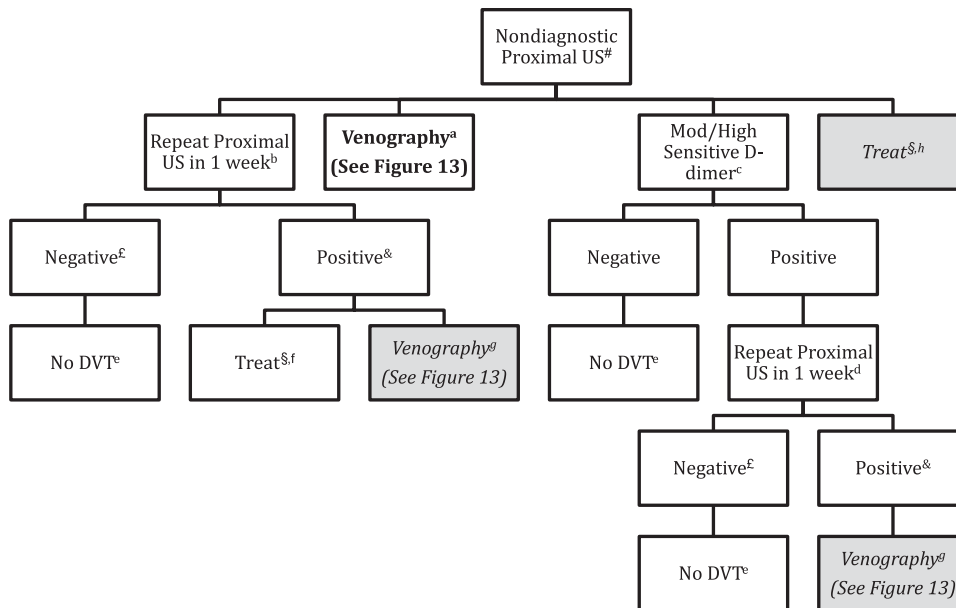 Nondiagnostic
Proximal US#
Repeat Proximal
US in 1 weekᵇ
Venographyᵃ
(See Figure 13)
Mod/High
Sensitive D-
dimerᶜ
Treat§,ʰ
Negative£
Positive&
Negative
Positive
No DVTᵉ
Treat§,ᶠ
Venographyᵍ
(See Figure 13)
No DVTᵉ
Repeat Proximal
US in 1 weekᵈ
Negative£
Positive&
No DVTᵉ
Venographyᵍ
(See Figure 13)